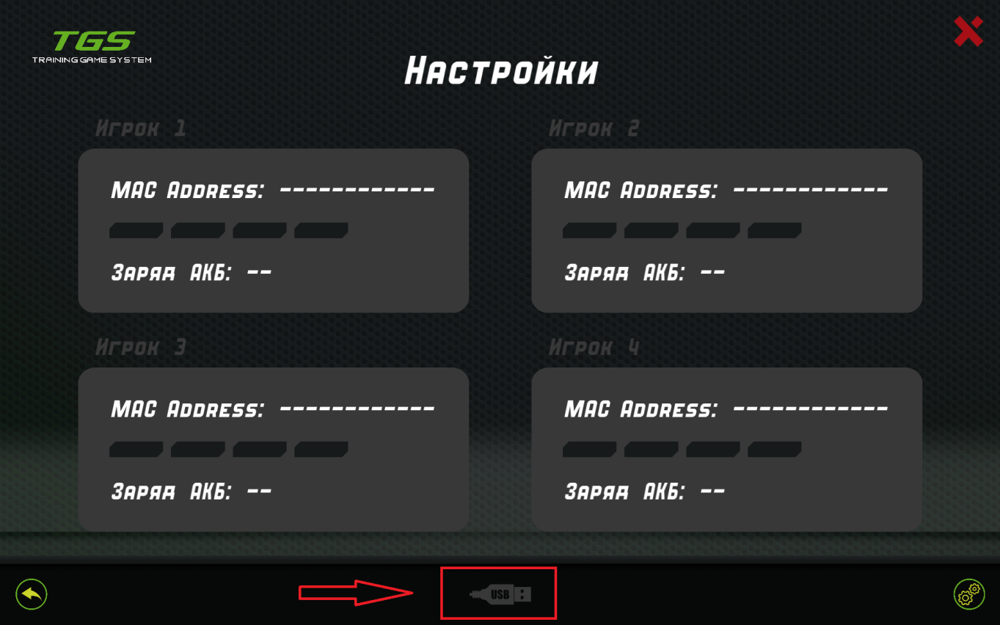 TGS
TRAINING GAME SYSTEM
Настройки
Игрок 1
MAC Address: ------------
Заряд АКБ: --
Игрок 2
MAC Address: ------------
Заряд АКБ: --
Игрок 3
MAC Address: ------------
Заряд АКБ: --
Игрок 4
MAC Address: ------------
Заряд АКБ: --
USB